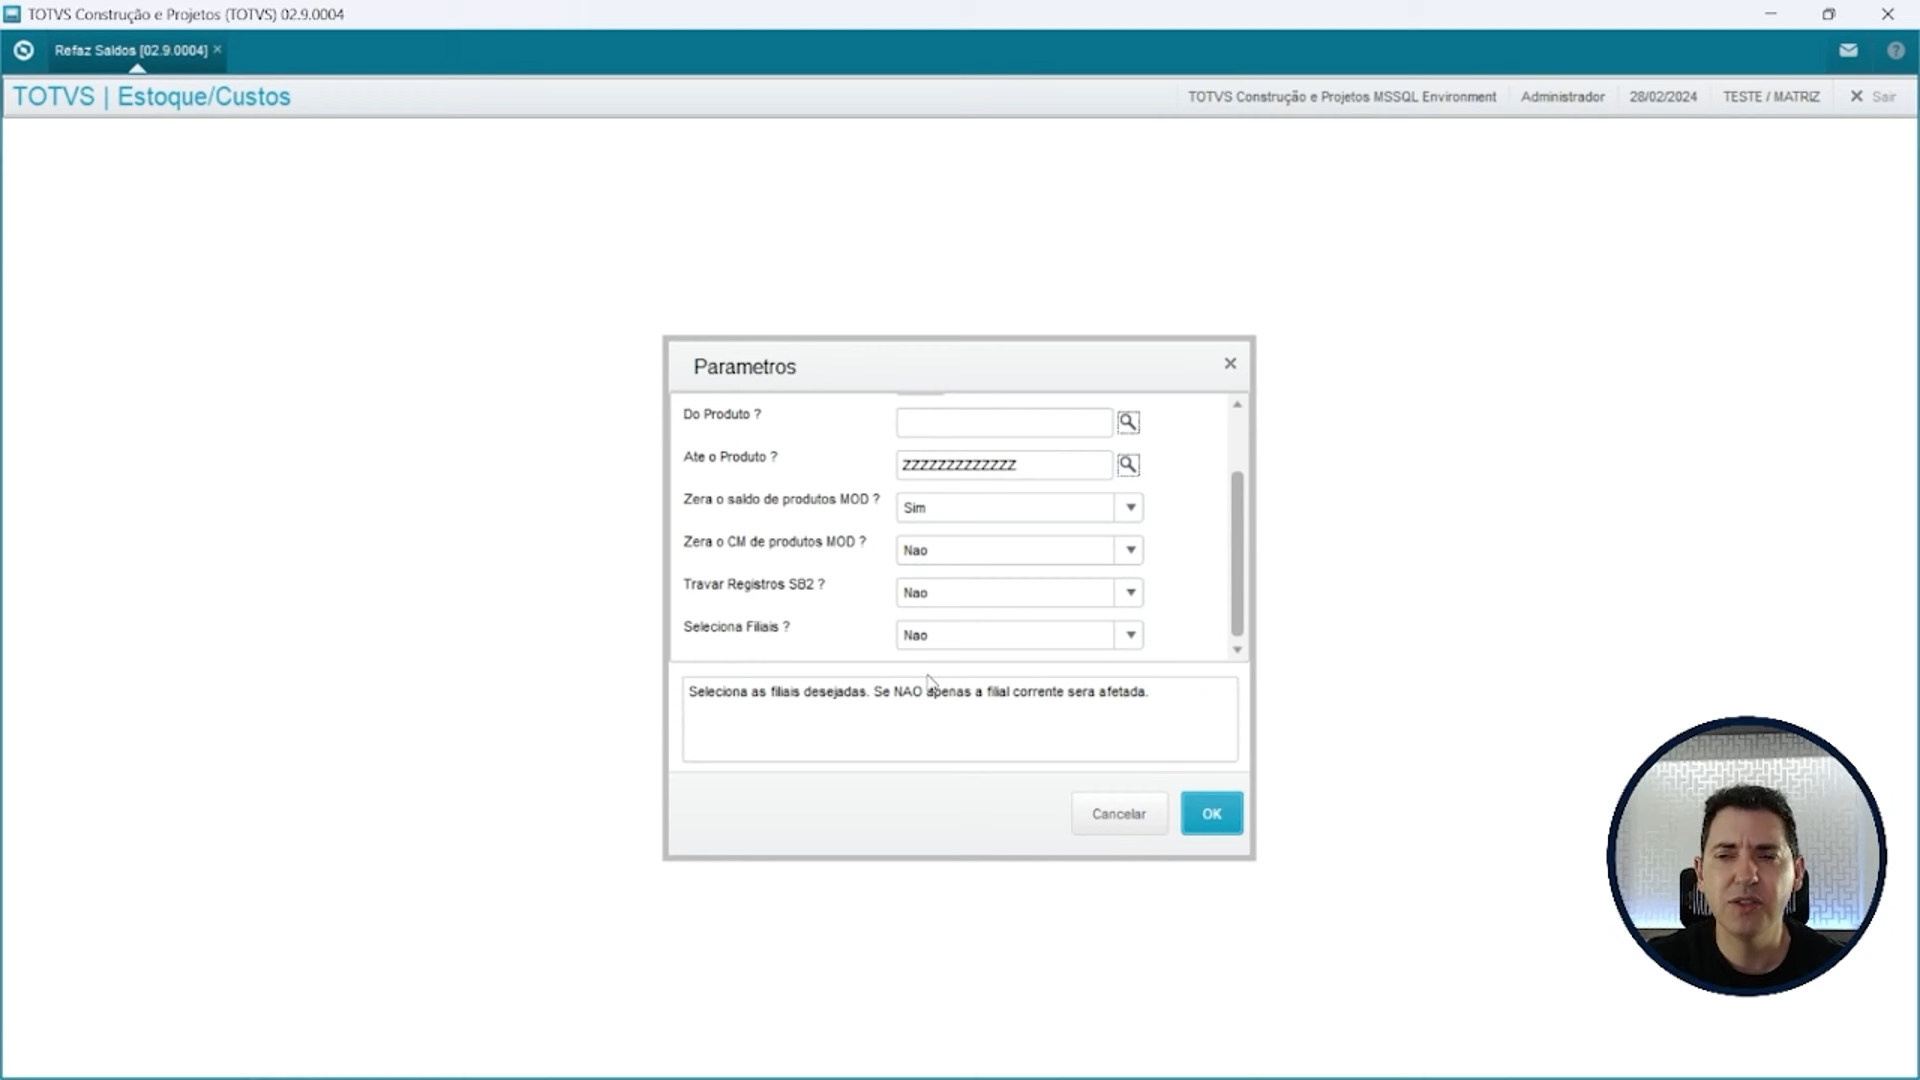 TOTVS Construção e Projetos (TOTVS) 02.9.0004
Refaz Saldos [02.9.0004]
TOTVS | Estoque/Custos
TOTVS Construção e Projetos MSSQL Environment
Administrador
28/02/2024
TESTE / MATRIZ
Sair
Parametros
Do Produto ?
Ate o Produto ?
ZZZZZZZZZZZZZ
Zera o saldo de produtos MOD ?
Sim
Zera o CM de produtos MOD ?
Nao
Travar Registros SB2 ?
Nao
Seleciona Filiais ?
Nao
Seleciona as filiais desejadas. Se NAO apenas a filial corrente sera afetada.
Cancelar
OK